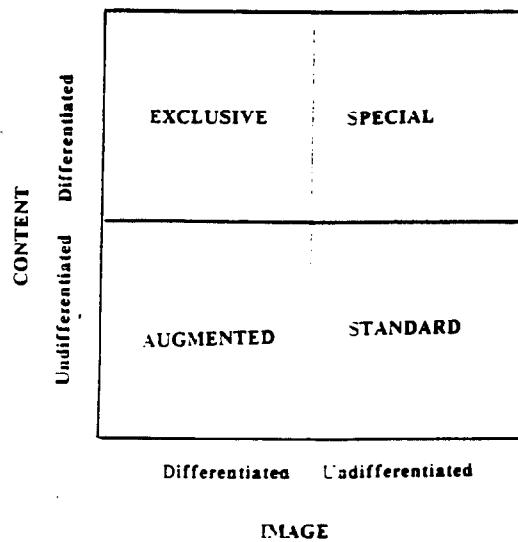 EXCLUSIVE SPECIAL
Differentiated
CONTENT
Undifferentiated
AUGMENTED STANDARD
Differentiated Undifferentiated
IMAGE